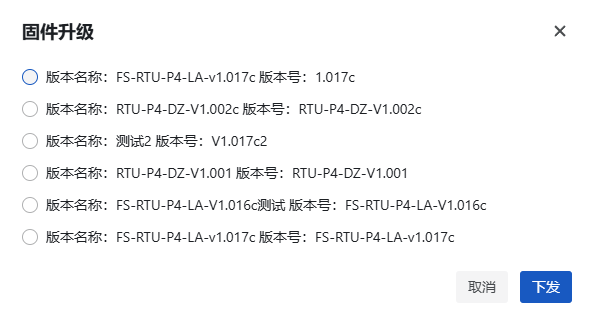 固件升级
版本名称：FS-RTU-P4-LA-v1.017c 版本号：1.017c
版本名称：RTU-P4-DZ-V1.002c 版本号：RTU-P4-DZ-V1.002c
版本名称：测试2 版本号：V1.017c2
版本名称：RTU-P4-DZ-V1.001 版本号：RTU-P4-DZ-V1.001
版本名称：FS-RTU-P4-LA-V1.016c测试 版本号：FS-RTU-P4-LA-V1.016c
版本名称：FS-RTU-P4-LA-v1.017c 版本号：FS-RTU-P4-LA-v1.017c
取消 下发